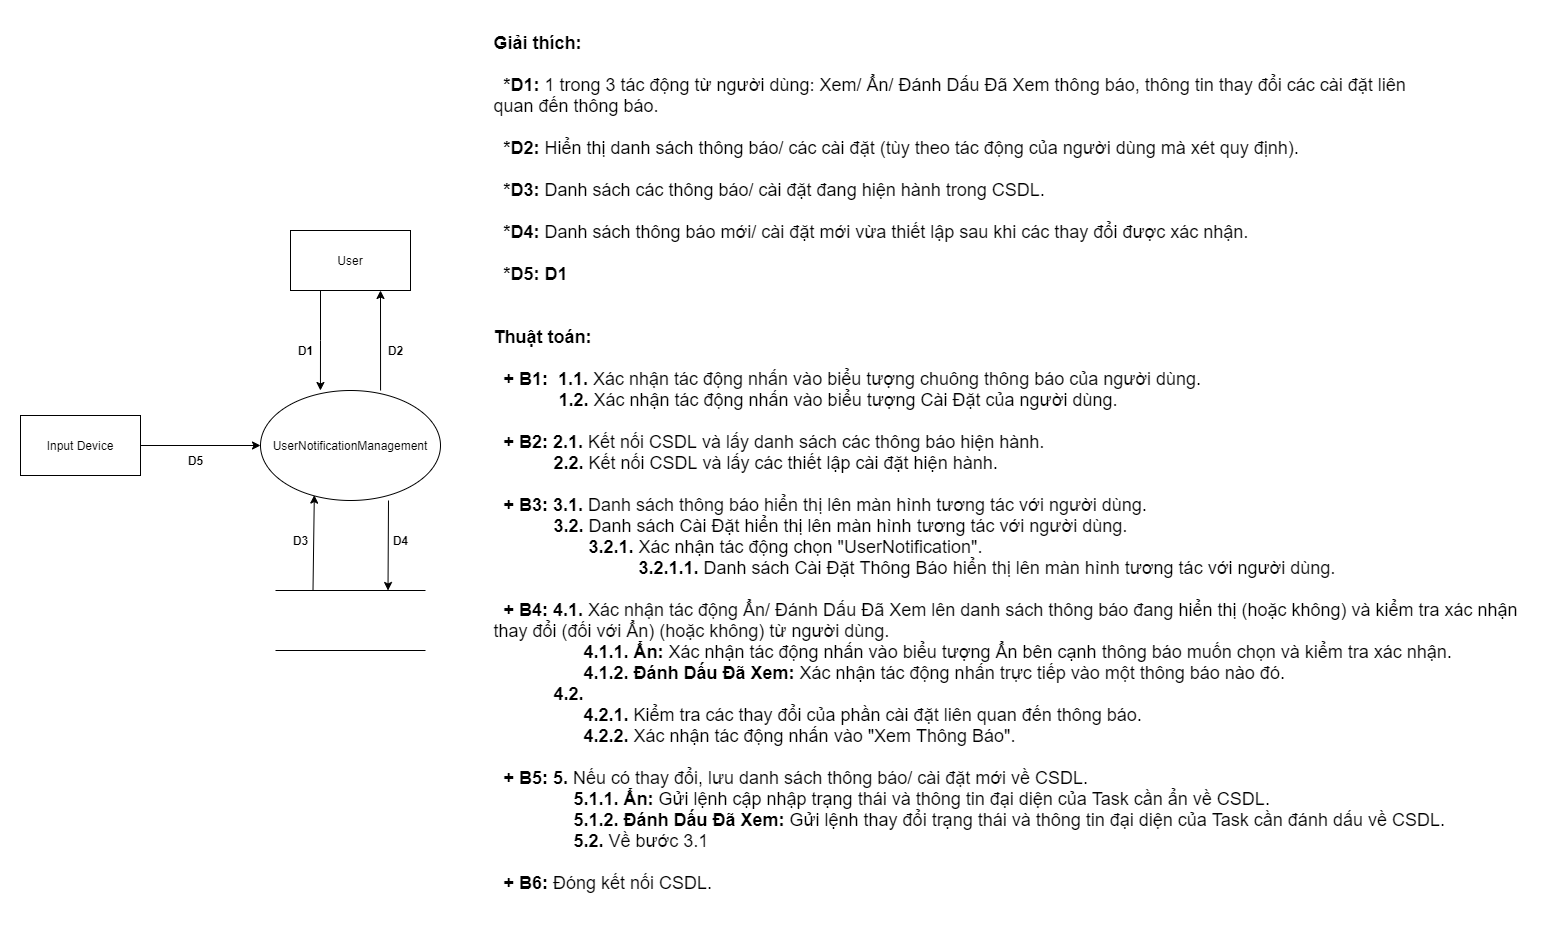 Giải thích:
*D1: 1 trong 3 tác động từ người dùng: Xem/ Ẩn/ Đánh Dấu Đã Xem thông báo, thông tin thay đổi các cài đặt liên
quan đến thông báo.
*D2: Hiển thị danh sách thông báo/ các cài đặt (tùy theo tác động của người dùng mà xét quy định).
*D3: Danh sách các thông báo/ cài đặt đang hiện hành trong CSDL.
*D4: Danh sách thông báo mới/ cài đặt mới vừa thiết lập sau khi các thay đổi được xác nhận.
*D5: D1
User
D1
D2
Input Device
D5
UserNotificationManagement
D3
D4
Thuật toán:
+ B1: 1.1. Xác nhận tác động nhấn vào biểu tượng chuông thông báo của người dùng.
1.2. Xác nhận tác động nhấn vào biểu tượng Cài Đặt của người dùng.
+ B2: 2.1. Kết nối CSDL và lấy danh sách các thông báo hiện hành.
2.2. Kết nối CSDL và lấy các thiết lập cài đặt hiện hành.
+ B3: 3.1. Danh sách thông báo hiển thị lên màn hình tương tác với người dùng.
3.2. Danh sách Cài Đặt hiển thị lên màn hình tương tác với người dùng.
3.2.1. Xác nhận tác động chọn "UserNotification".
3.2.1.1. Danh sách Cài Đặt Thông Báo hiển thị lên màn hình tương tác với người dùng.
+ B4: 4.1. Xác nhận tác động Ẩn/ Đánh Dấu Đã Xem lên danh sách thông báo đang hiển thị (hoặc không) và kiểm tra xác nhận
thay đổi (đối với Ẩn) (hoặc không) từ người dùng.
4.1.1. Ẩn: Xác nhận tác động nhấn vào biểu tượng Ẩn bên cạnh thông báo muốn chọn và kiểm tra xác nhận.
4.1.2. Đánh Dấu Đã Xem: Xác nhận tác động nhấn trực tiếp vào một thông báo nào đó.
4.2.
4.2.1. Kiểm tra các thay đổi của phần cài đặt liên quan đến thông báo.
4.2.2. Xác nhận tác động nhấn vào "Xem Thông Báo".
+ B5: 5. Nếu có thay đổi, lưu danh sách thông báo/ cài đặt mới về CSDL.
5.1.1. Ẩn: Gửi lệnh cập nhập trạng thái và thông tin đại diện của Task cần ẩn về CSDL.
5.1.2. Đánh Dấu Đã Xem: Gửi lệnh thay đổi trạng thái và thông tin đại diện của Task cần đánh dấu về CSDL.
5.2. Về bước 3.1
+ B6: Đóng kết nối CSDL.